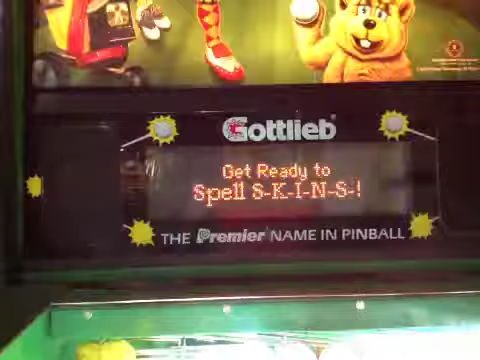 Gottlieb®
Get Ready to
Spell S-K-I-N-S-!
THE Premier® NAME IN PINBALL